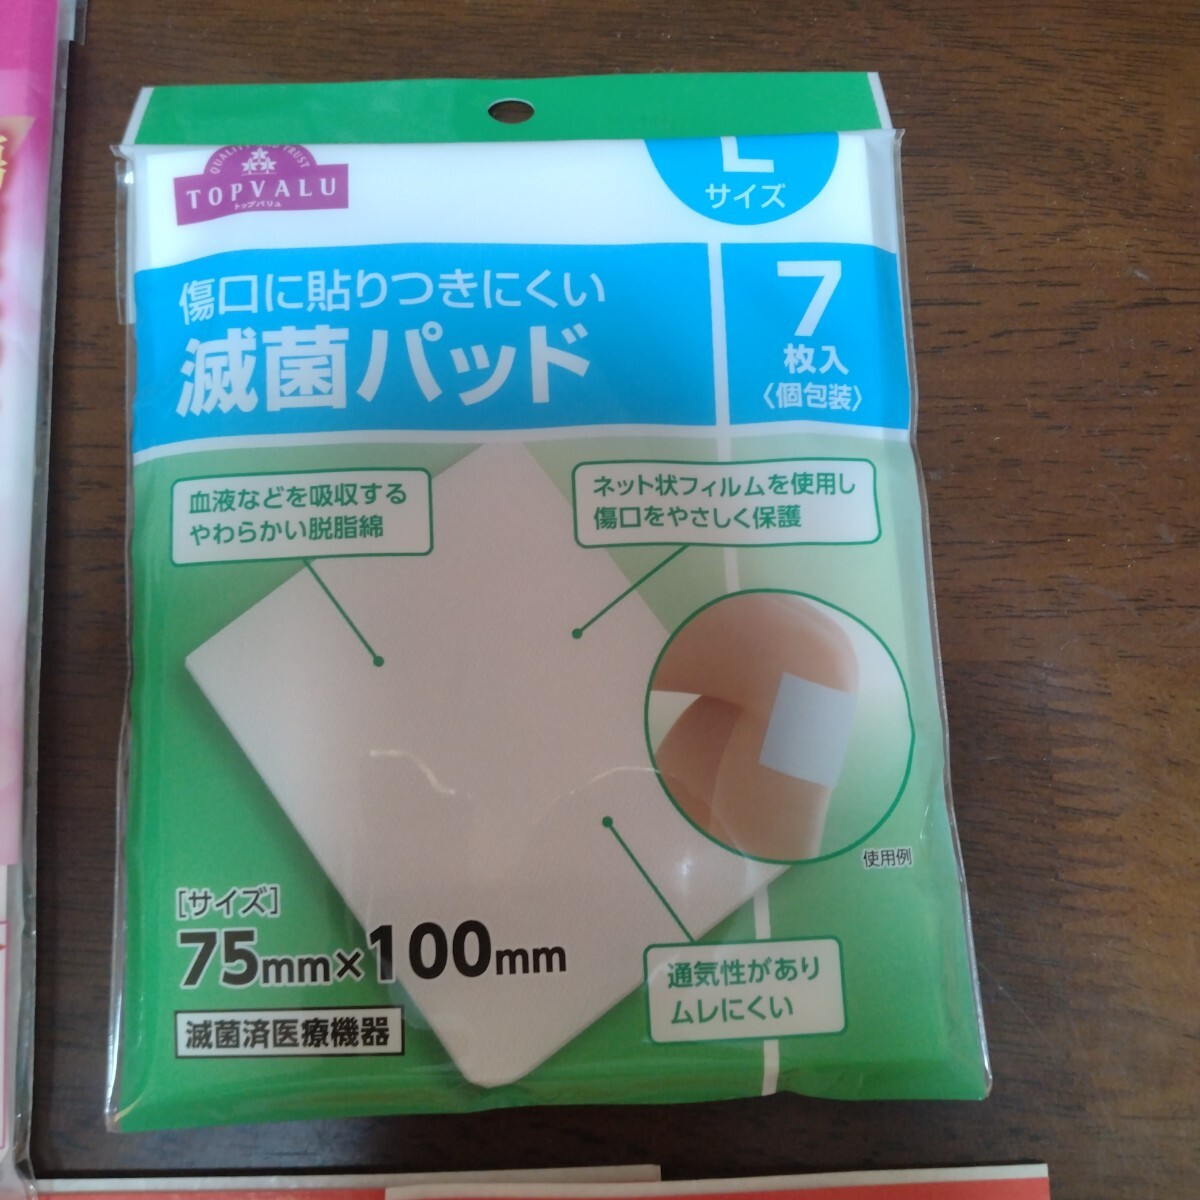 QUALITY AND TRUST
TOPVALU
トップバリュ
L
サイズ
傷口に貼りつきにくい
滅菌パッド
7
枚入
〈個包装〉
血液などを吸収する
やわらかい脱脂綿
ネット状フィルムを使用し
傷口をやさしく保護
使用例
[サイズ]
75mm×100mm
滅菌済医療機器
通気性があり
ムレにくい